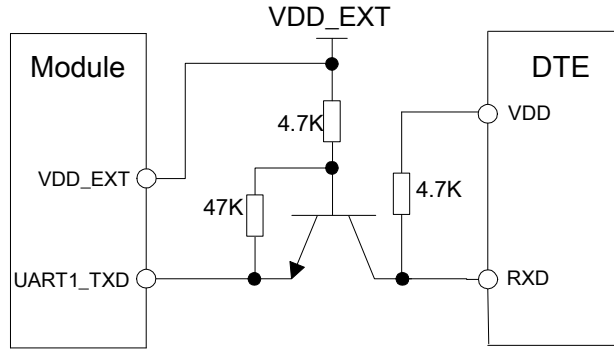 VDD_EXT
Module
DTE
4.7K
VDD
VDD_EXT
47K
4.7K
UART1_TXD
RXD